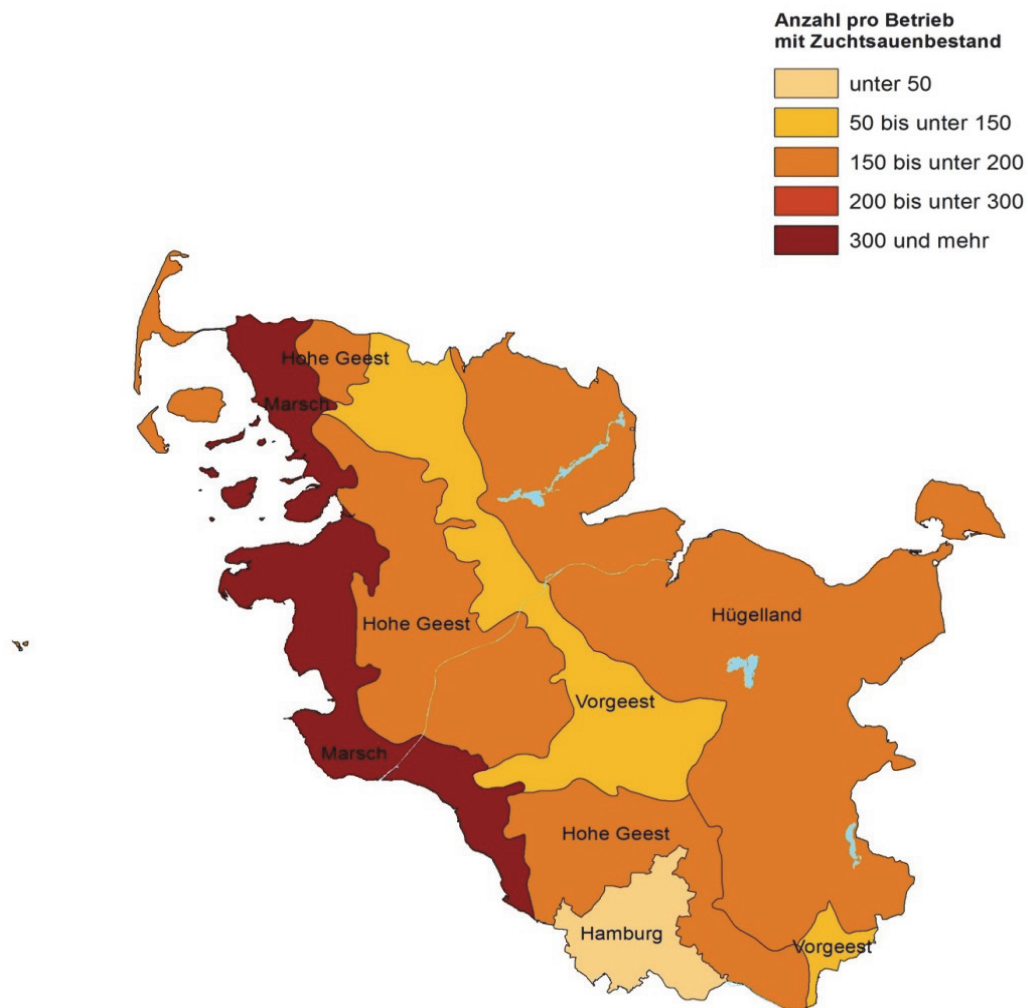 Anzahl pro Betrieb
mit Zuchtsauenbestand
unter 50
50 bis unter 150
150 bis unter 200
200 bis unter 300
300 und mehr
Hohe Geest
Marsch
Hügelland
Hohe Geest
Vorgeest
Marsch
Hohe Geest
Hamburg
Vorgeest